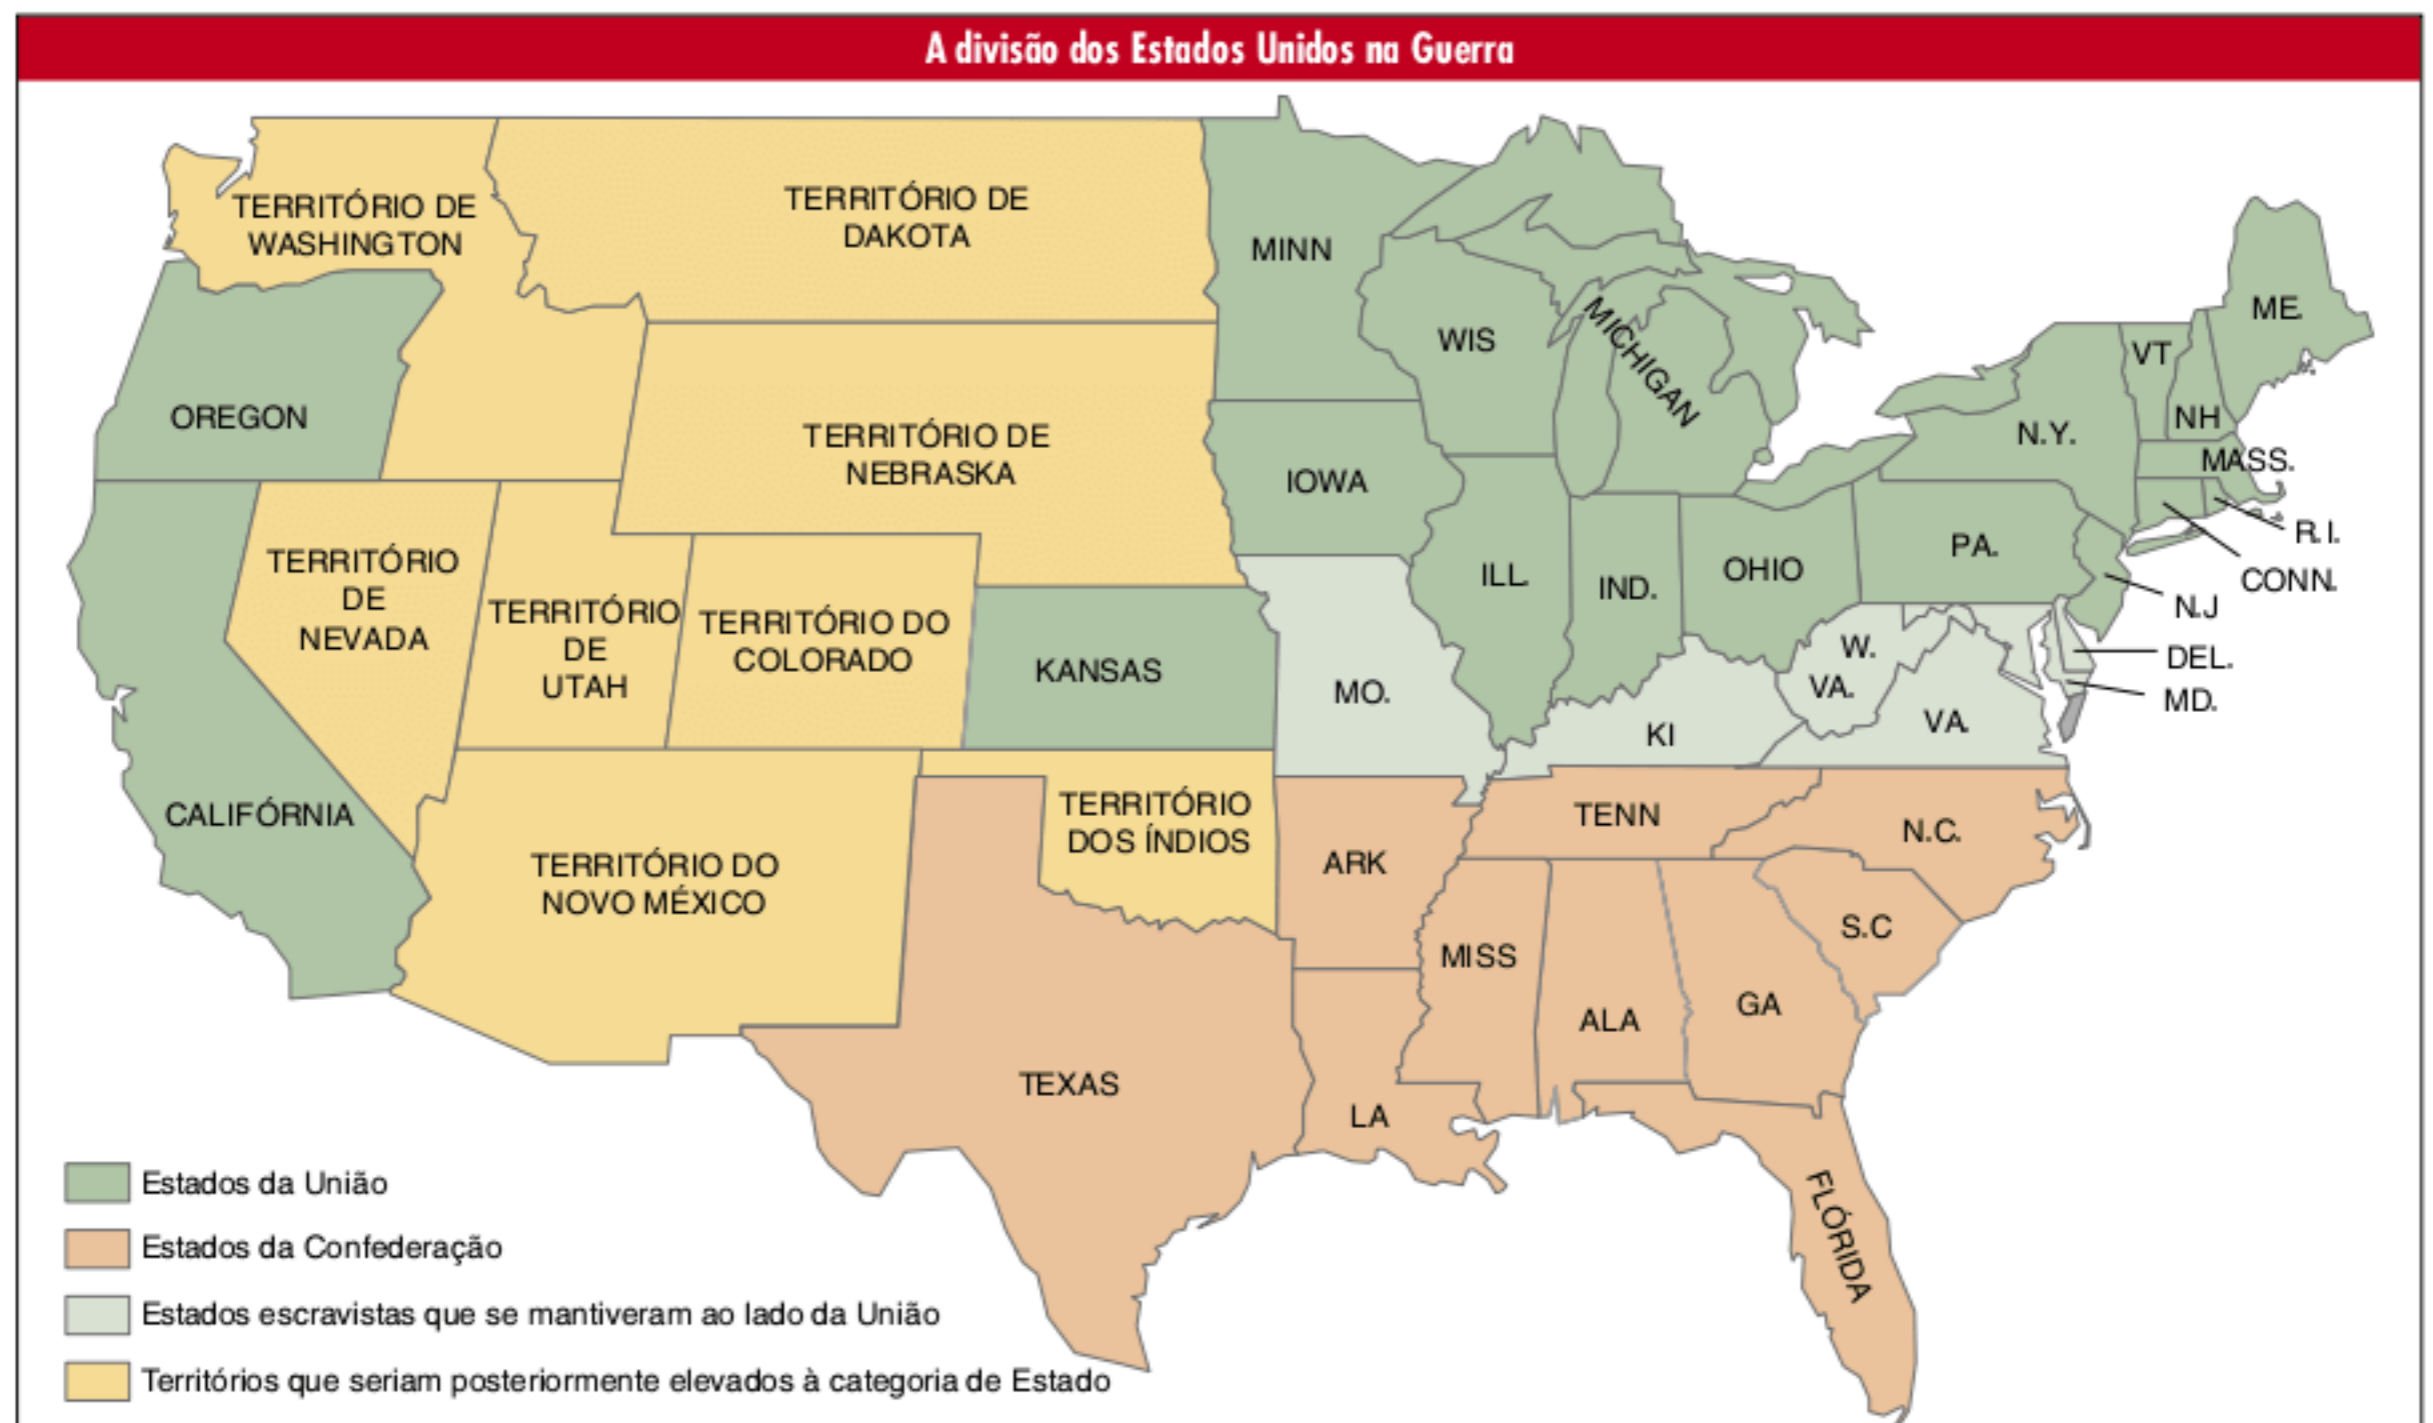 A divisão dos Estados Unidos na Guerra
TERRITÓRIO DE
WASHINGTON
TERRITÓRIO DE
DAKOTA
MINN
OREGON
WIS
MICHIGAN
ME.
VT
NH
N.Y.
MASS.
R.I.
CONN.
TERRITÓRIO DE
NEBRASKA
IOWA
TERRITÓRIO
DE
NEVADA
TERRITÓRIO
DE
UTAH
TERRITÓRIO DO
COLORADO
KANSAS
ILL.
IND.
OHIO
PA.
N.J
DEL.
MD.
MO.
KI
W.
VA.
VA.
CALIFÓRNIA
TERRITÓRIO DO
NOVO MÉXICO
TERRITÓRIO
DOS ÍNDIOS
ARK
TENN
N.C.
S.C
MISS
ALA
GA
TEXAS
LA
FLÓRIDA
Estados da União
Estados da Confederação
Estados escravistas que se mantiveram ao lado da União
Territórios que seriam posteriormente elevados à categoria de Estado